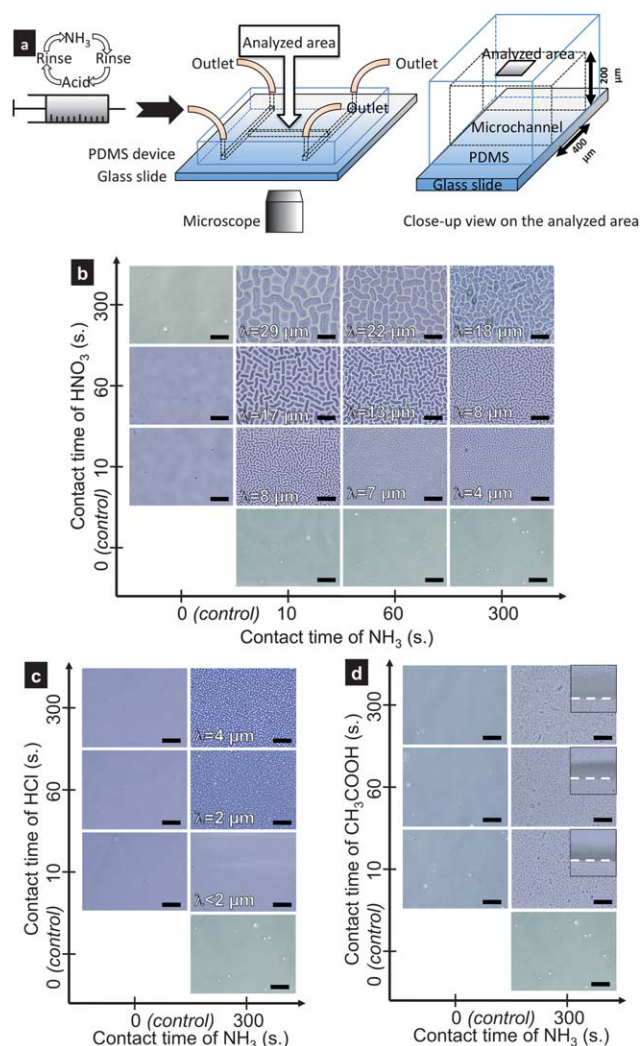 a
NH₃
Rinse
Rinse
Acid
Outlet
Analyzed area
Outlet
Outlet
PDMS device
Glass slide
Microscope
Analyzed area
Microchannel
PDMS
Glass slide
200
µm
400
µm
Close-up view on the analyzed area
b
Contact time of HNO₃ (s.)
300
60
10
0 (control)
λ=29 µm
λ=22 µm
λ=18 µm
λ=17 µm
λ=13 µm
λ=8 µm
λ=8 µm
λ=7 µm
λ=4 µm
0 (control)
10
60
300
Contact time of NH₃ (s.)
c
Contact time of HCl (s.)
300
60
10
0 (control)
λ=4 µm
λ=2 µm
λ<2 µm
0 (control)
300
Contact time of NH₃ (s.)
d
Contact time of CH₃COOH (s.)
300
60
10
0 (control)
0 (control)
300
Contact time of NH₃ (s.)